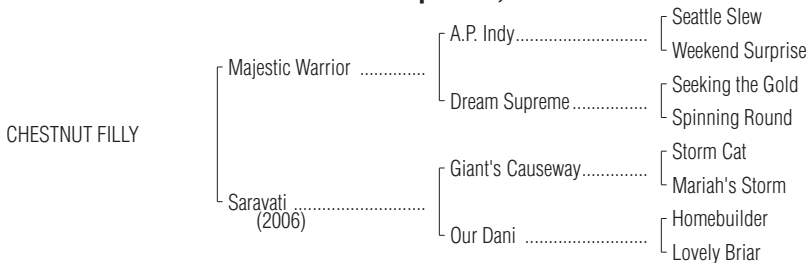 Seattle Slew
A.P. Indy
Weekend Surprise
Majestic Warrior
Seeking the Gold
Dream Supreme
Spinning Round
CHESTNUT FILLY
Storm Cat
Giant's Causeway
Mariah's Storm
Saravati
(2006)
Homebuilder
Our Dani
Lovely Briar